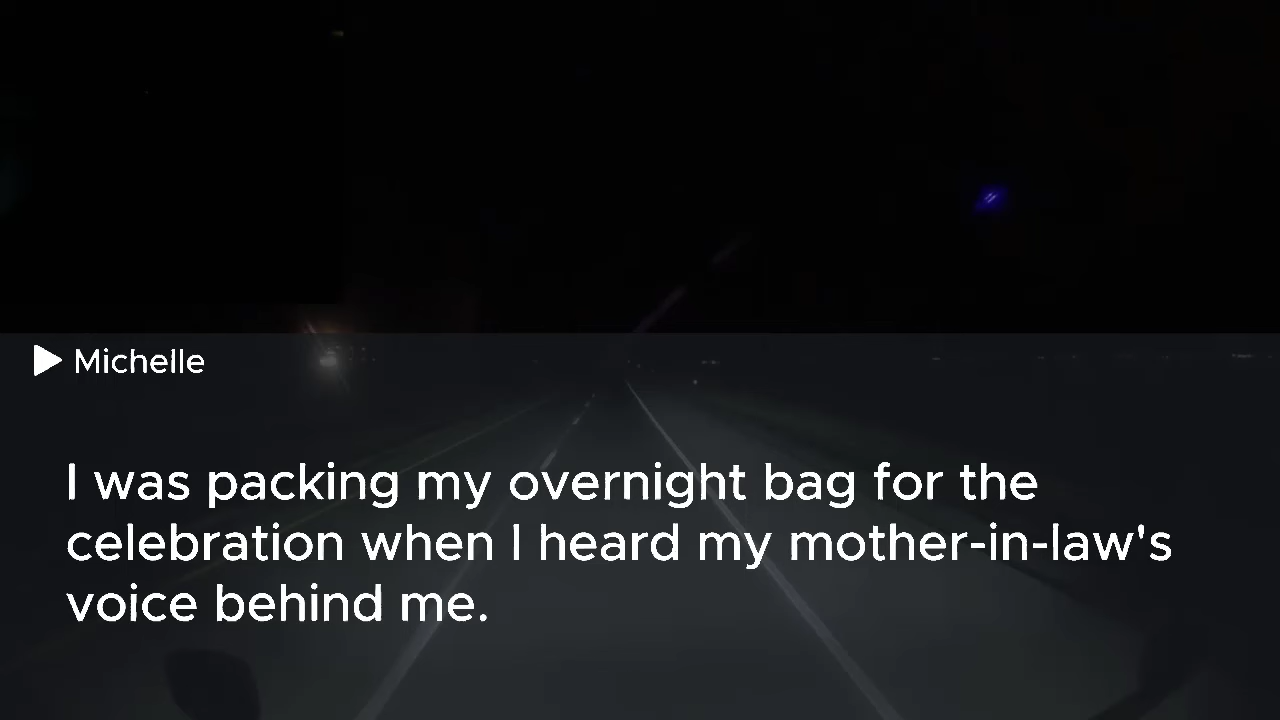 Michelle
I was packing my overnight bag for the
celebration when I heard my mother-in-law's
voice behind me.